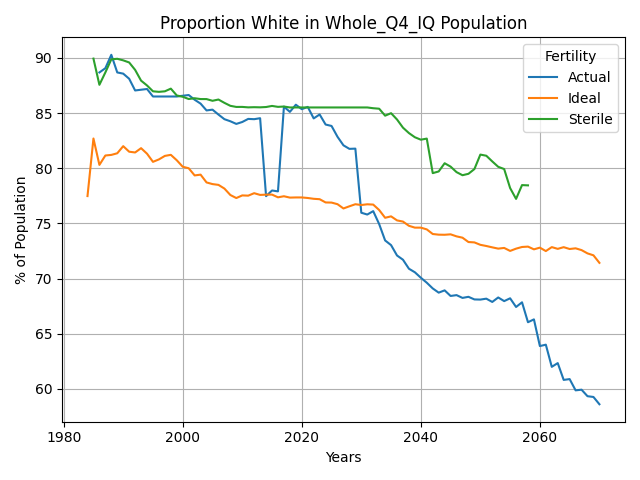 Proportion White in Whole_Q4_IQ Population
Fertility
Actual
Ideal
Sterile
% of Population
90
85
80
75
70
65
60
1980
2000
2020
2040
2060
Years